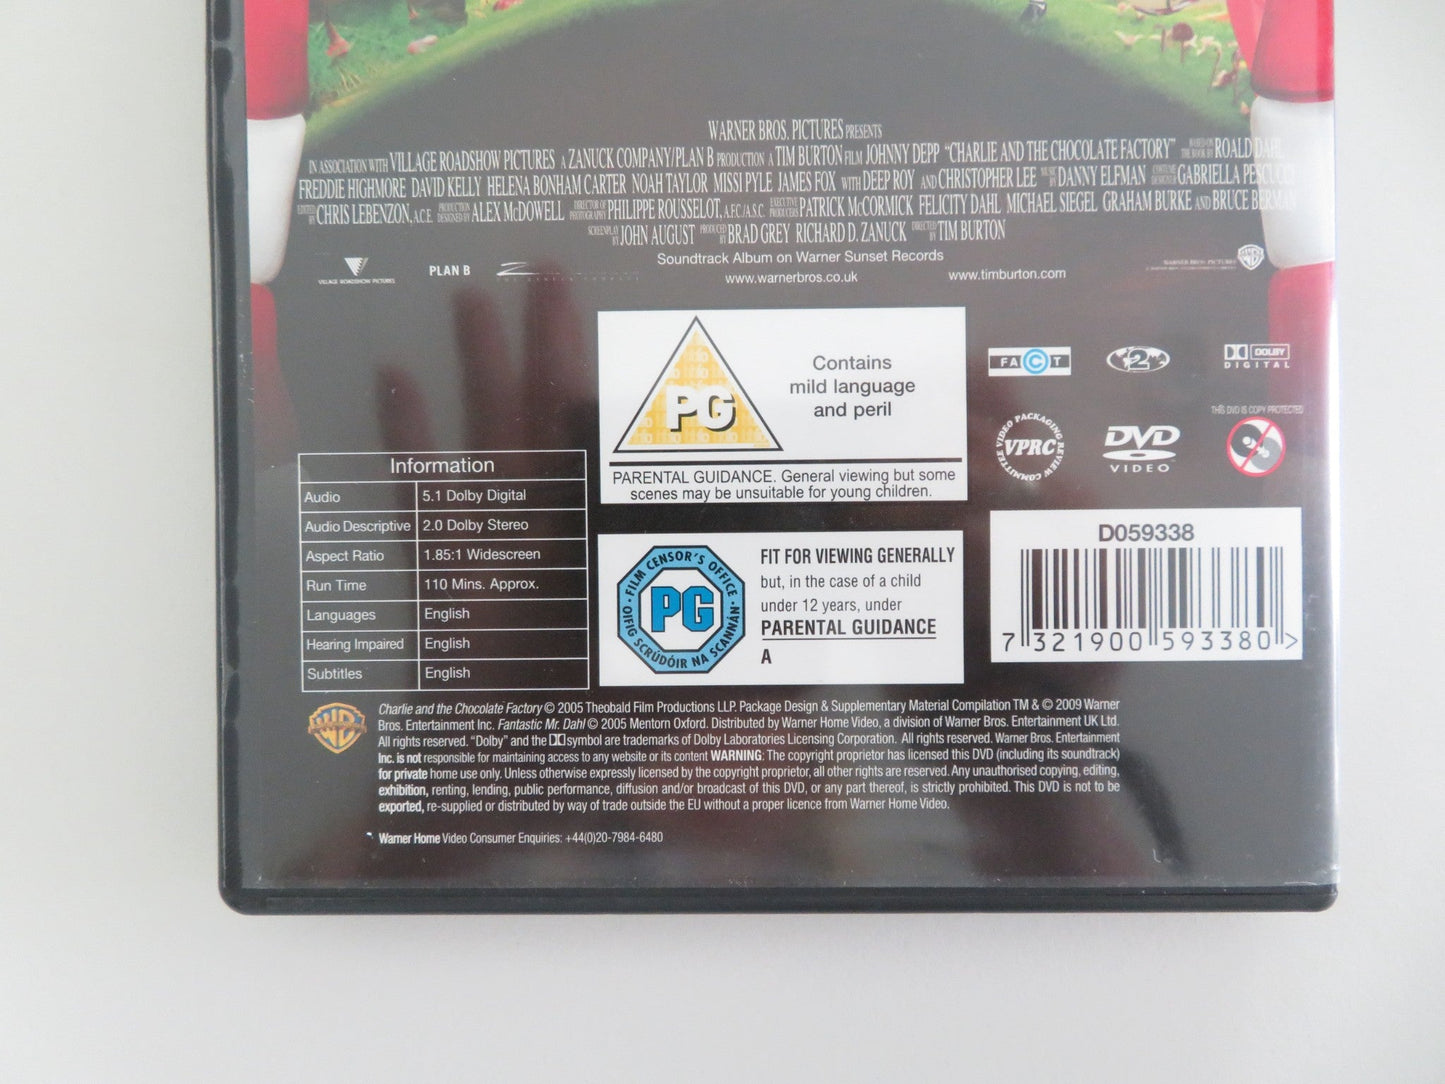 WARNER BROS. PICTURES PRESENTS
IN ASSOCIATION WITH VILLAGE ROADSHOW PICTURES A ZANUCK COMPANY/PLAN B PRODUCTION A TIM BURTON FILM JOHNNY DEPP "CHARLIE AND THE CHOCOLATE FACTORY" BASED ON THE BOOK BY ROALD DAHL
FREDDIE HIGHMORE DAVID KELLY HELENA BONHAM CARTER NOAH TAYLOR MISSI PYLE JAMES FOX WITH DEEP ROY AND CHRISTOPHER LEE MUSIC BY DANNY ELFMAN COSTUME DESIGNER GABRIELLA PESCUCCI
EDITED BY CHRIS LEBENZON, A.C.E. PRODUCTION DESIGNED BY ALEX McDOWELL DIRECTOR OF PHOTOGRAPHY PHILIPPE ROUSSELOT, A.F.C./A.S.C. EXECUTIVE PRODUCERS PATRICK McCORMICK FELICITY DAHL MICHAEL SIEGEL GRAHAM BURKE AND BRUCE BERMAN
SCREENPLAY BY JOHN AUGUST PRODUCED BY BRAD GREY RICHARD D. ZANUCK DIRECTED BY TIM BURTON
Soundtrack Album on Warner Sunset Records
www.warnerbros.co.uk www.timburton.com
VILLAGE ROADSHOW PICTURES
PLAN B
WARNER BROS. PICTURES
PG
Contains
mild language
and peril
PARENTAL GUIDANCE. General viewing but some
scenes may be unsuitable for young children.
FACT
2
DOLBY
DIGITAL
VIDEO PACKAGING REVIEW COMMITTEE
VPRC
DVD
VIDEO
THIS DVD IS COPY PROTECTED
Information
Audio 5.1 Dolby Digital
Audio Descriptive 2.0 Dolby Stereo
Aspect Ratio 1.85:1 Widescreen
Run Time 110 Mins. Approx.
Languages English
Hearing Impaired English
Subtitles English
· FILM CENSOR'S OFFICE ·
OIFIG SCRÚDÓIR NA SCANNÁN
PG
FIT FOR VIEWING GENERALLY
but, in the case of a child
under 12 years, under
PARENTAL GUIDANCE
A
D059338
7 321900 593380 >
Charlie and the Chocolate Factory © 2005 Theobald Film Productions LLP. Package Design & Supplementary Material Compilation TM & © 2009 Warner
Bros. Entertainment Inc. Fantastic Mr. Dahl © 2005 Mentorn Oxford. Distributed by Warner Home Video, a division of Warner Bros. Entertainment UK Ltd.
All rights reserved. "Dolby" and the symbol are trademarks of Dolby Laboratories Licensing Corporation. All rights reserved. Warner Bros. Entertainment
Inc. is not responsible for maintaining access to any website or its content WARNING: The copyright proprietor has licensed this DVD (including its soundtrack)
for private home use only. Unless otherwise expressly licensed by the copyright proprietor, all other rights are reserved. Any unauthorised copying, editing,
exhibition, renting, lending, public performance, diffusion and/or broadcast of this DVD, or any part thereof, is strictly prohibited. This DVD is not to be
exported, re-supplied or distributed by way of trade outside the EU without a proper licence from Warner Home Video.
Warner Home Video Consumer Enquiries: +44(0)20-7984-6480